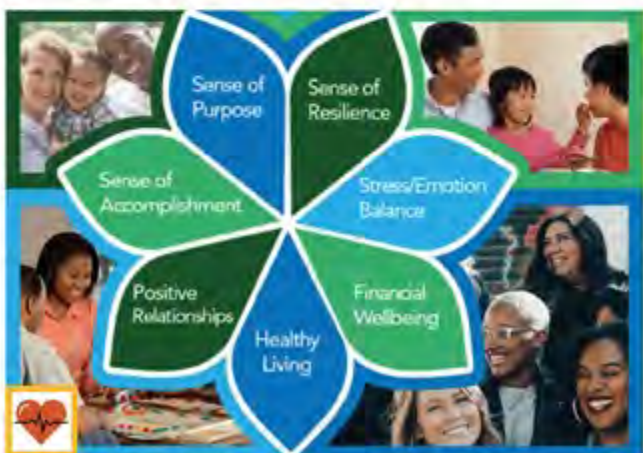 Sense of
Purpose
Sense of
Resilience
Sense of
Accomplishment
Stress/Emotion
Balance
Positive
Relationships
Financial
Wellbeing
Healthy
Living